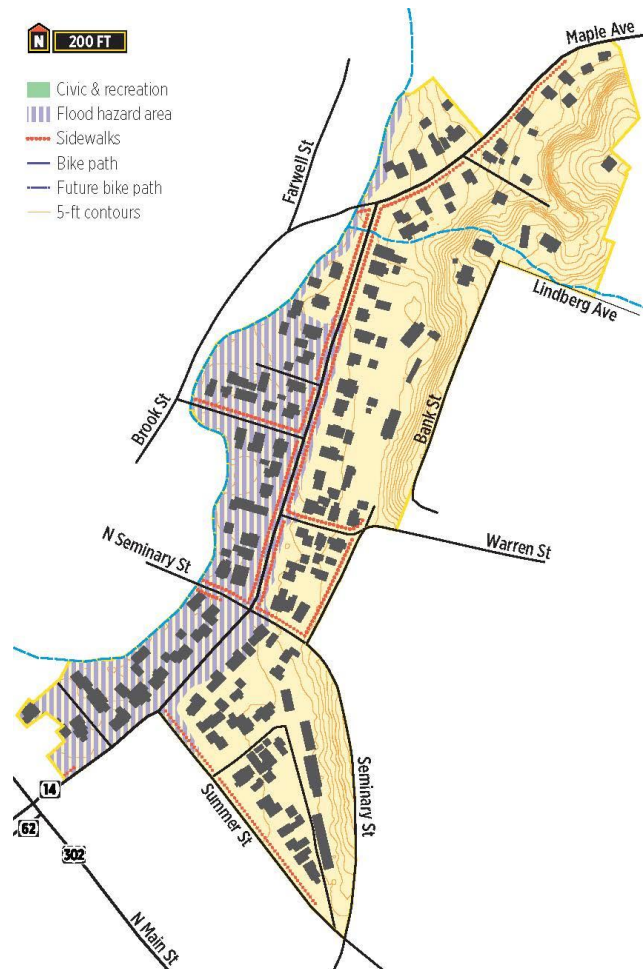 N 200 FT
Maple Ave
Civic & recreation
Flood hazard area
Sidewalks
Bike path
Future bike path
5-ft contours
Farwell St
Lindberg Ave
Bank St
Brook St
N Seminary St
Warren St
Seminary St
Summer St
14
62
302
N Main St